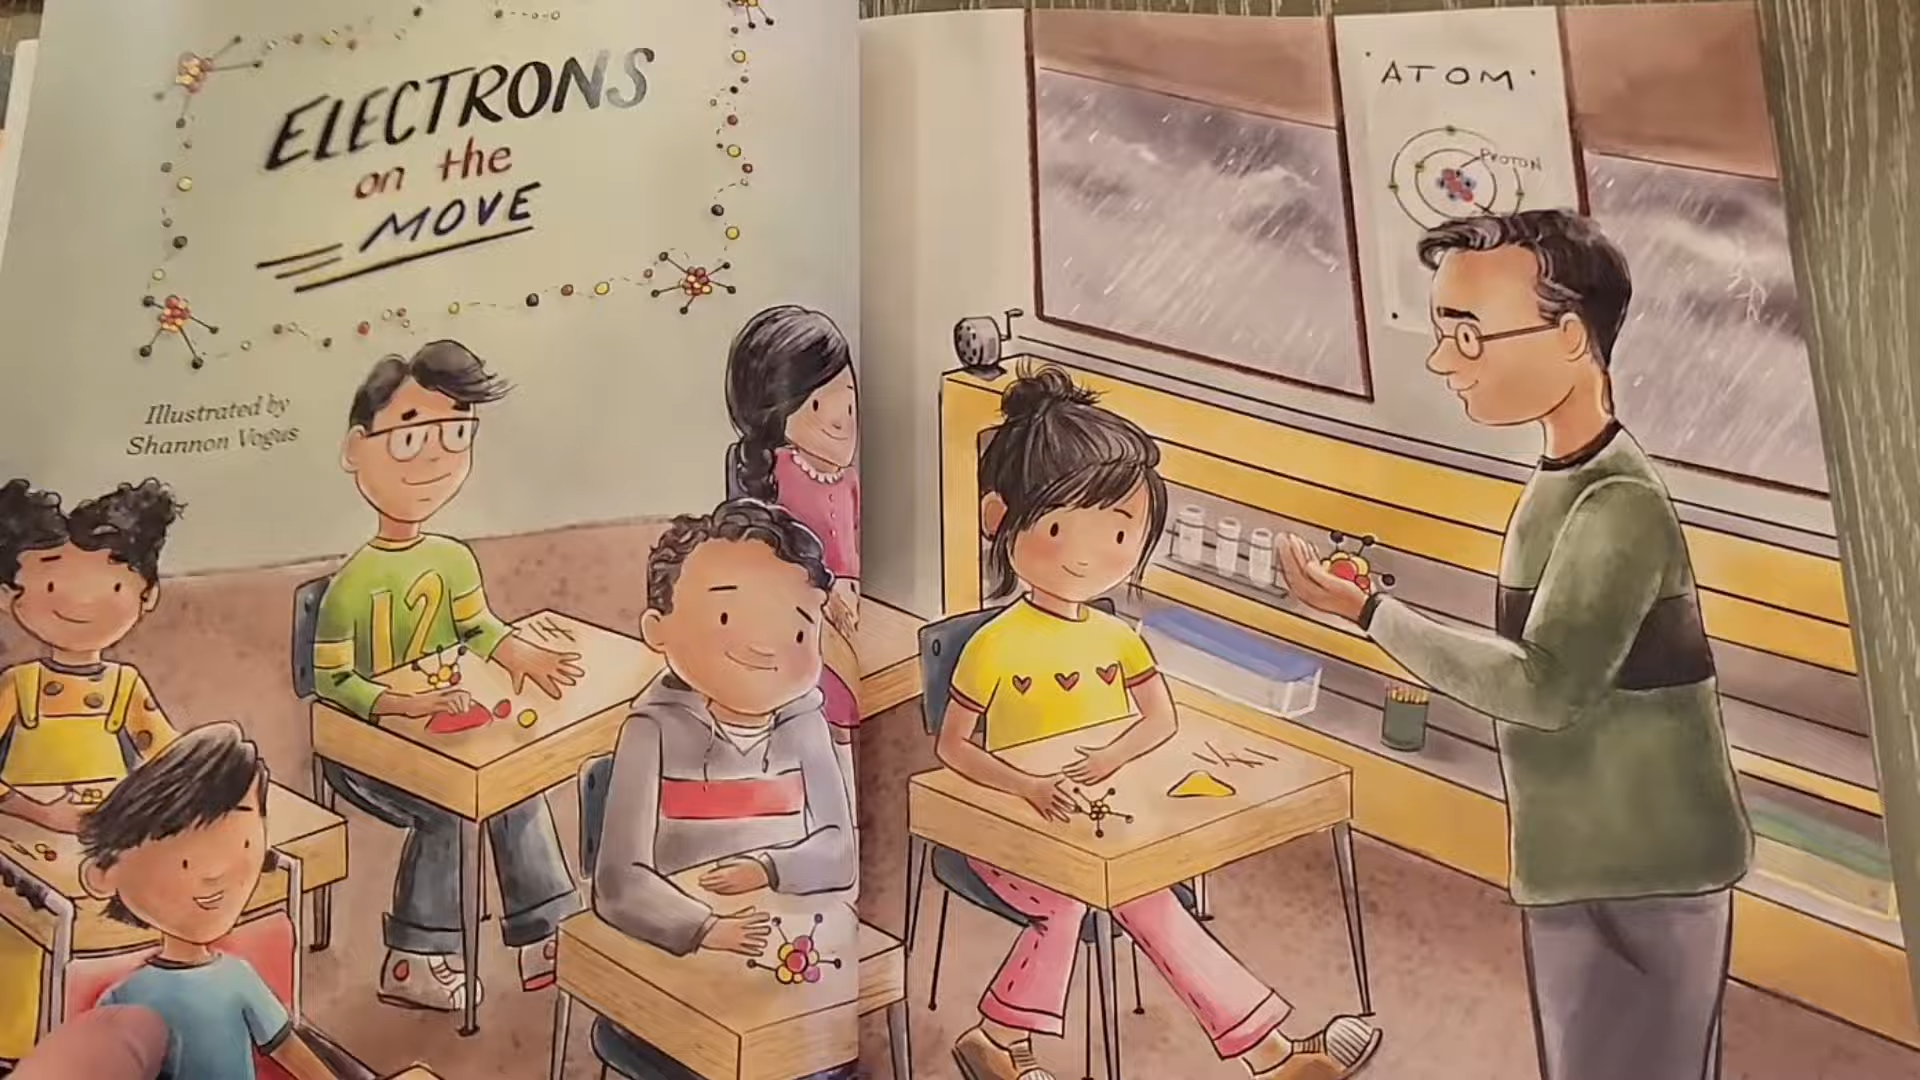 ELECTRONS
on the
MOVE
Illustrated by
Shannon Vogus
12
ATOM
PROTON